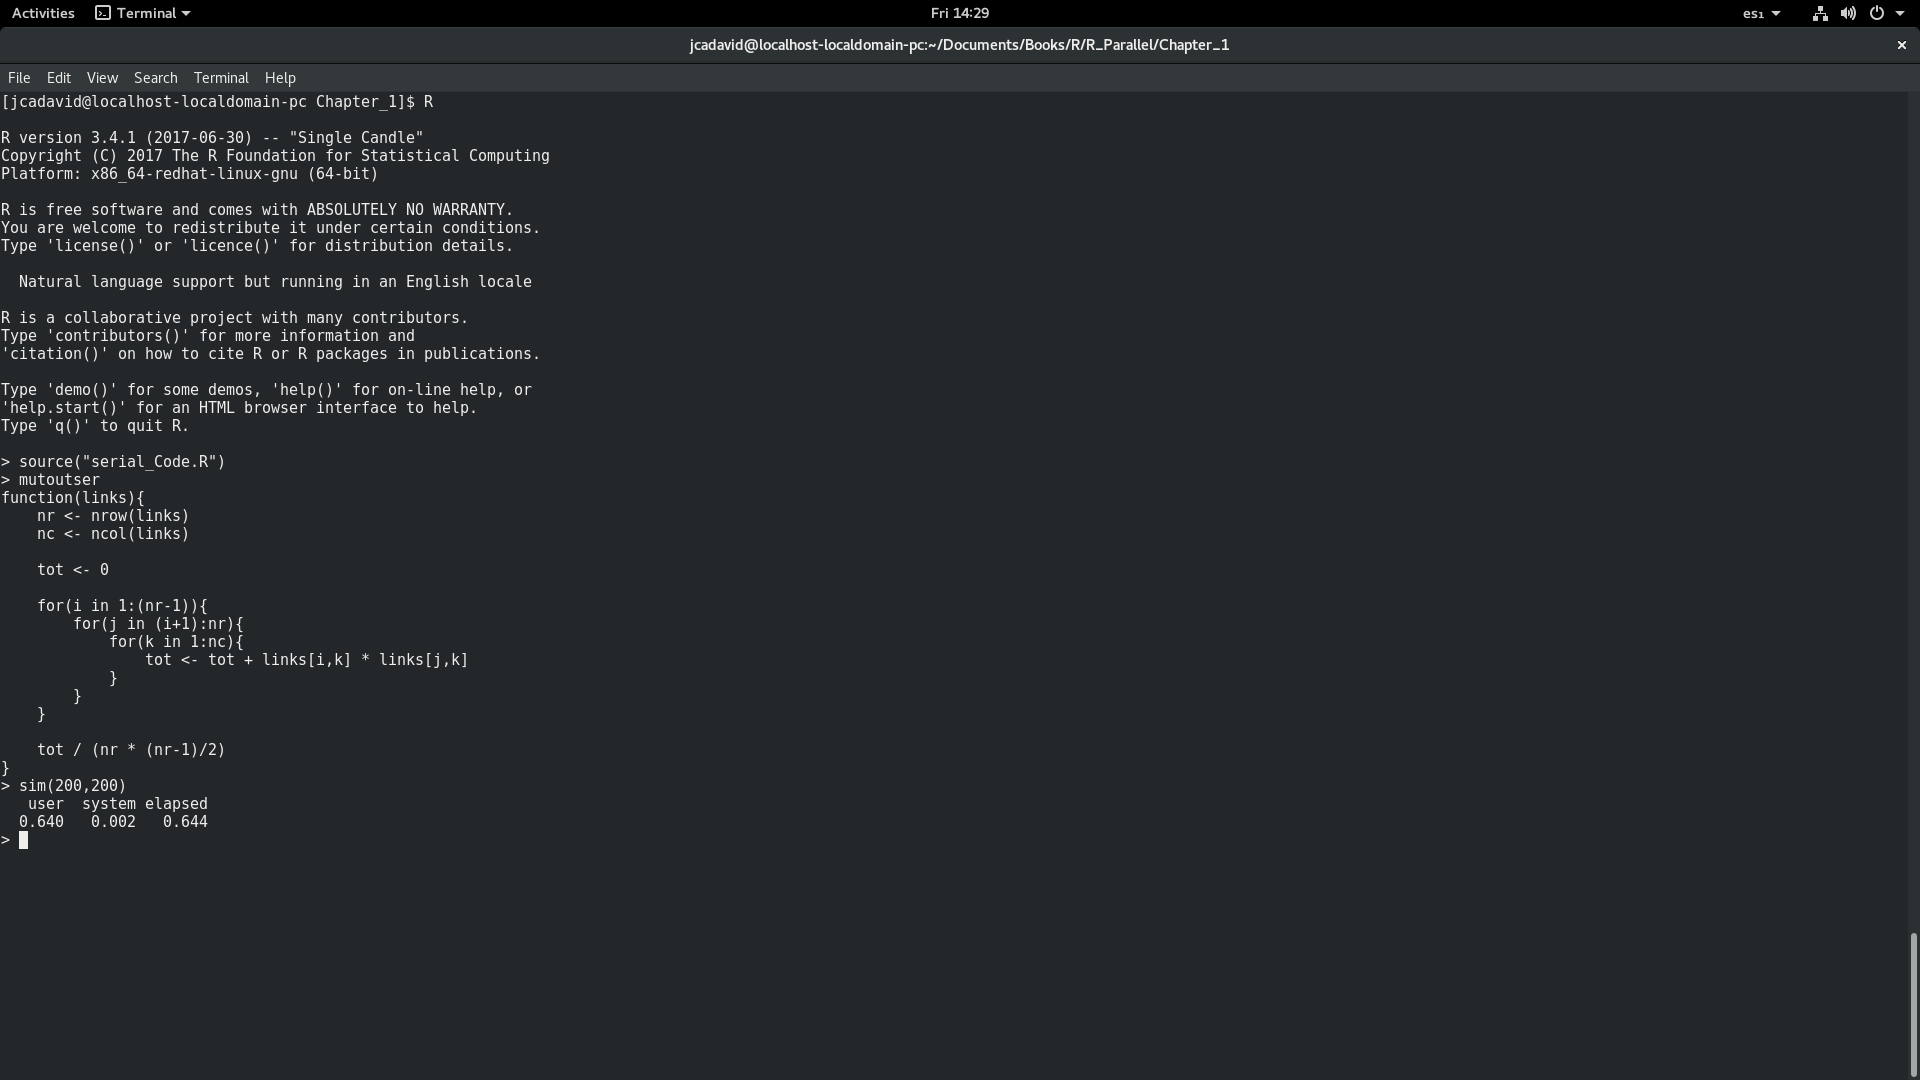 Activities Terminal Fri 14:29 es₁
jcadavid@localhost-localdomain-pc:~/Documents/Books/R/R_Parallel/Chapter_1 ×
File Edit View Search Terminal Help
[jcadavid@localhost-localdomain-pc Chapter_1]$ R
R version 3.4.1 (2017-06-30) -- "Single Candle"
Copyright (C) 2017 The R Foundation for Statistical Computing
Platform: x86_64-redhat-linux-gnu (64-bit)
R is free software and comes with ABSOLUTELY NO WARRANTY.
You are welcome to redistribute it under certain conditions.
Type 'license()' or 'licence()' for distribution details.
  Natural language support but running in an English locale
R is a collaborative project with many contributors.
Type 'contributors()' for more information and
'citation()' on how to cite R or R packages in publications.
Type 'demo()' for some demos, 'help()' for on-line help, or
'help.start()' for an HTML browser interface to help.
Type 'q()' to quit R.
> source("serial_Code.R")
> mutoutser
function(links){
    nr <- nrow(links)
    nc <- ncol(links)
    tot <- 0
    for(i in 1:(nr-1)){
        for(j in (i+1):nr){
            for(k in 1:nc){
                tot <- tot + links[i,k] * links[j,k]
            }
        }
    }
    tot / (nr * (nr-1)/2)
}
> sim(200,200)
   user  system elapsed
  0.640   0.002   0.644
>